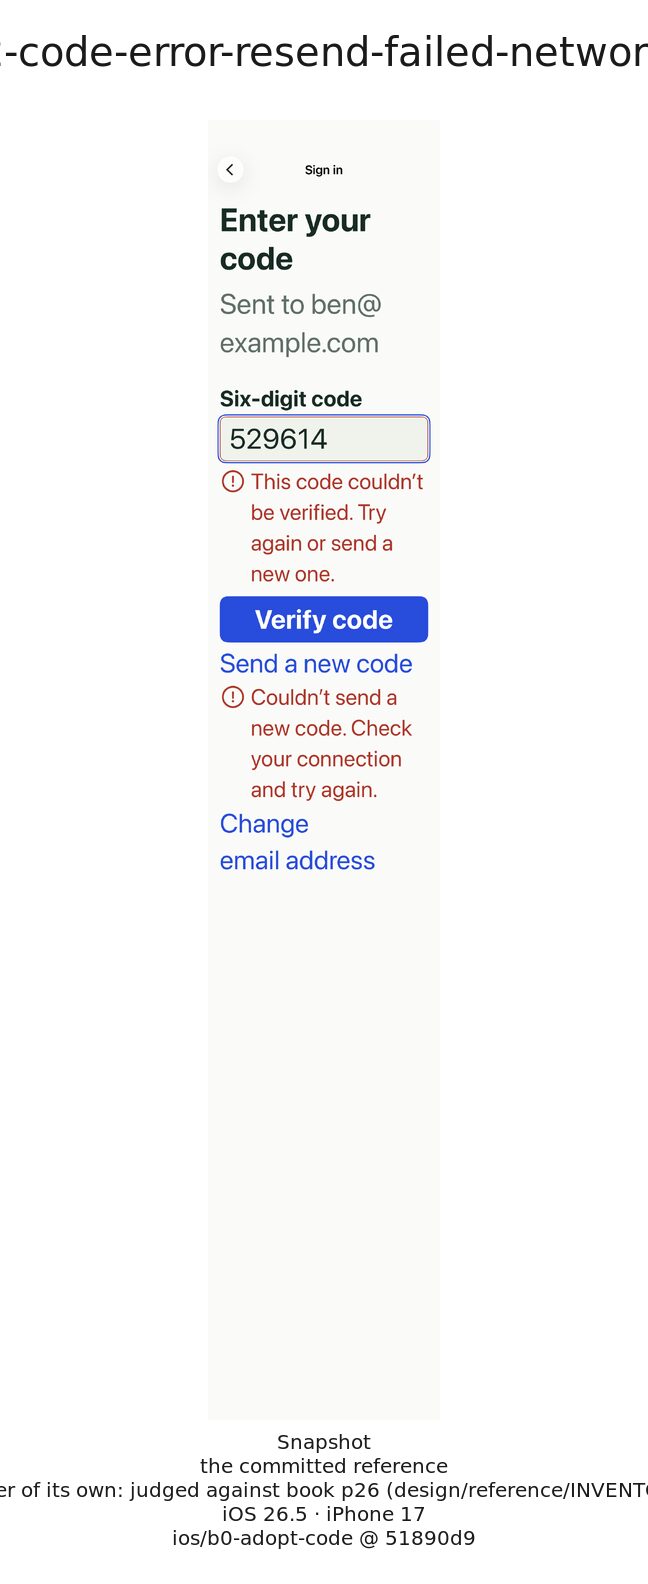 -code-error-resend-failed-networ
Sign in
Enter your
code
Sent to ben@
example.com
Six-digit code
529614
This code couldn’t
be verified. Try
again or send a
new one.
Verify code
Send a new code
Couldn’t send a
new code. Check
your connection
and try again.
Change
email address
Snapshot
the committed reference
er of its own: judged against book p26 (design/reference/INVENTO
iOS 26.5 · iPhone 17
ios/b0-adopt-code @ 51890d9